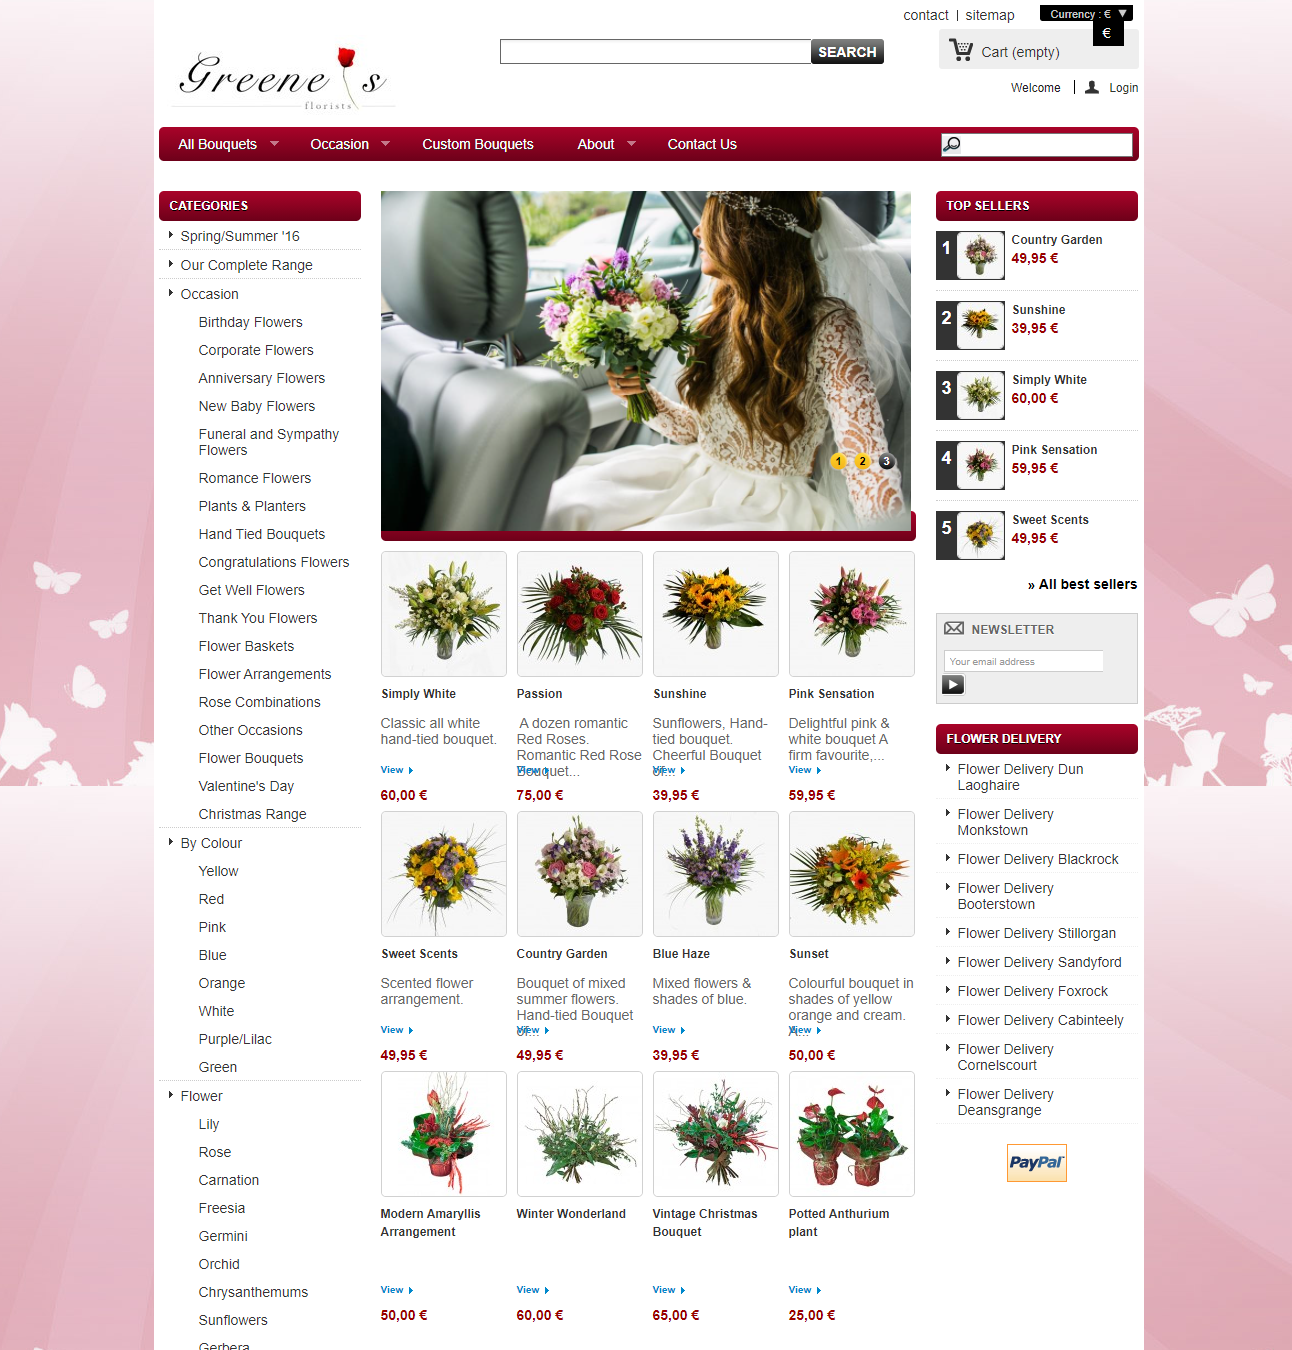 contact | sitemap
Currency : €
€
Greene's
florists
SEARCH
Cart (empty)
Welcome
Login
All Bouquets
Occasion
Custom Bouquets
About
Contact Us
CATEGORIES
Spring/Summer '16
Our Complete Range
Occasion
Birthday Flowers
Corporate Flowers
Anniversary Flowers
New Baby Flowers
Funeral and Sympathy
Flowers
Romance Flowers
Plants & Planters
Hand Tied Bouquets
Congratulations Flowers
Get Well Flowers
Thank You Flowers
Flower Baskets
Flower Arrangements
Rose Combinations
Other Occasions
Flower Bouquets
Valentine's Day
Christmas Range
By Colour
Yellow
Red
Pink
Blue
Orange
White
Purple/Lilac
Green
Flower
Lily
Rose
Carnation
Freesia
Germini
Orchid
Chrysanthemums
Sunflowers
Gerbera
1 2 3
Simply White
Classic all white
hand-tied bouquet.
View
60,00 €
Passion
A dozen romantic
Red Roses.
Romantic Red Rose
Bouquet...
View
75,00 €
Sunshine
Sunflowers, Hand-
tied bouquet.
Cheerful Bouquet
of...
View
39,95 €
Pink Sensation
Delightful pink &
white bouquet A
firm favourite,...
View
59,95 €
Sweet Scents
Scented flower
arrangement.
View
49,95 €
Country Garden
Bouquet of mixed
summer flowers.
Hand-tied Bouquet
of...
View
49,95 €
Blue Haze
Mixed flowers &
shades of blue.
View
39,95 €
Sunset
Colourful bouquet in
shades of yellow
orange and cream.
A...
View
50,00 €
Modern Amaryllis
Arrangement
View
50,00 €
Winter Wonderland
View
60,00 €
Vintage Christmas
Bouquet
View
65,00 €
Potted Anthurium
plant
View
25,00 €
TOP SELLERS
1
Country Garden
49,95 €
2
Sunshine
39,95 €
3
Simply White
60,00 €
4
Pink Sensation
59,95 €
5
Sweet Scents
49,95 €
» All best sellers
NEWSLETTER
Your email address
FLOWER DELIVERY
Flower Delivery Dun
Laoghaire
Flower Delivery
Monkstown
Flower Delivery Blackrock
Flower Delivery
Booterstown
Flower Delivery Stillorgan
Flower Delivery Sandyford
Flower Delivery Foxrock
Flower Delivery Cabinteely
Flower Delivery
Cornelscourt
Flower Delivery
Deansgrange
PayPal